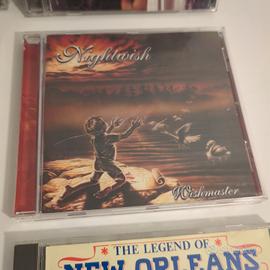 Nightwish
Wishmaster
THE LEGEND OF
NEW ORLEANS